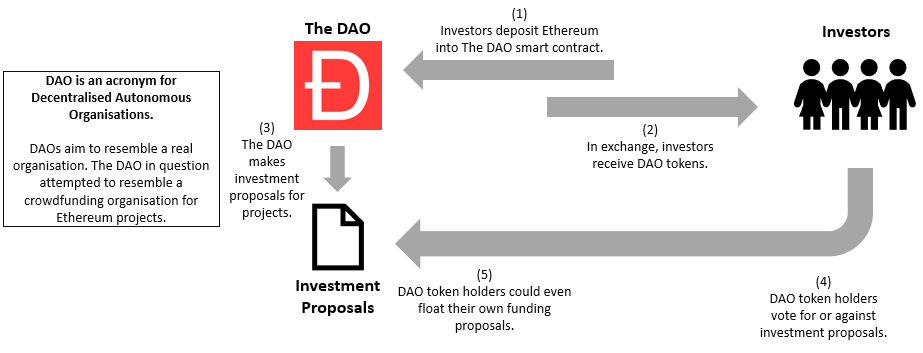 The DAO
Ð
(1)
Investors deposit Ethereum
into The DAO smart contract.
Investors
DAO is an acronym for
Decentralised Autonomous
Organisations.
DAOs aim to resemble a real
organisation. The DAO in question
attempted to resemble a
crowdfunding organisation for
Ethereum projects.
(2)
In exchange, investors
receive DAO tokens.
(3)
The DAO
makes
investment
proposals for
projects.
Investment
Proposals
(4)
DAO token holders
vote for or against
investment proposals.
(5)
DAO token holders could even
float their own funding
proposals.